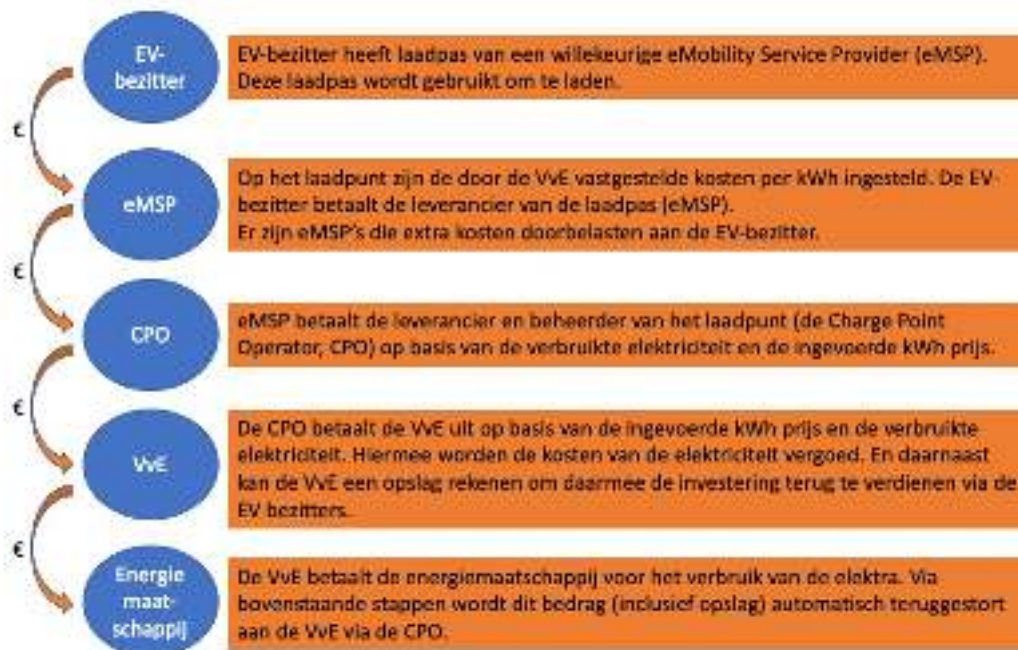 EV-
bezitter
EV-bezitter heeft laadpas van een willekeurige eMobility Service Provider (eMSP).
Deze laadpas wordt gebruikt om te laden.
€
eMSP
Op het laadpunt zijn de door de VvE vastgestelde kosten per kWh ingesteld. De EV-
bezitter betaalt de leverancier van de laadpas (eMSP).
Er zijn eMSP's die extra kosten doorbelasten aan de EV-bezitter.
€
CPO
eMSP betaalt de leverancier en beheerder van het laadpunt (de Charge Point
Operator, CPO) op basis van de verbruikte elektriciteit en de ingevoerde kWh prijs.
€
VvE
De CPO betaalt de VvE uit op basis van de ingevoerde kWh prijs en de verbruikte
elektriciteit. Hiermee worden de kosten van de elektriciteit vergoed. En daarnaast
kan de VvE een opslag rekenen om daarmee de investering terug te verdienen via de
EV bezitters.
€
Energie
maat-
schappij
De VvE betaalt de energiemaatschappij voor het verbruik van de elektra. Via
bovenstaande stappen wordt dit bedrag (inclusief opslag) automatisch teruggestort
aan de VvE via de CPO.